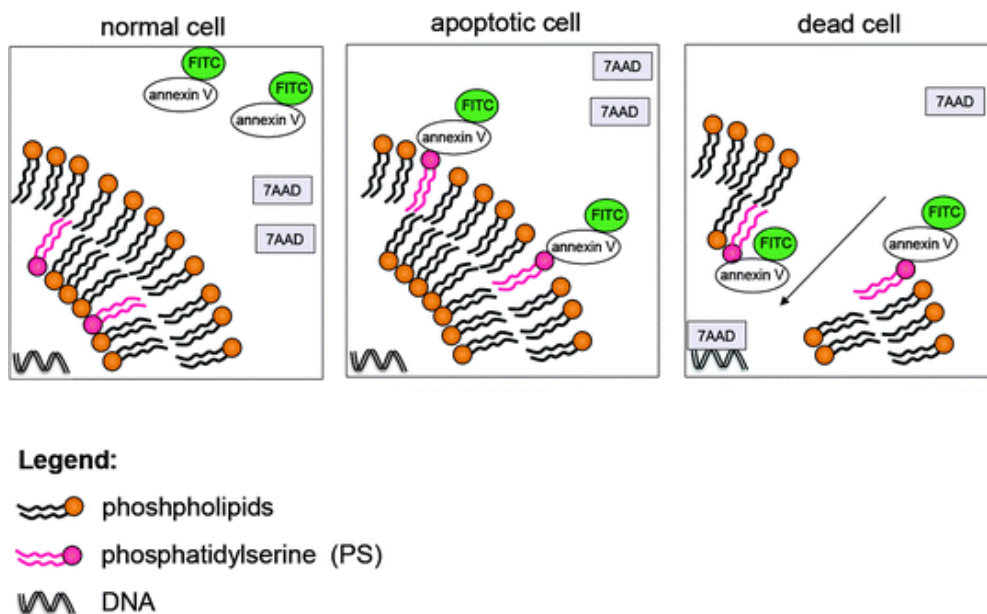 normal cell
apoptotic cell
dead cell
FITC
annexin V
FITC
annexin V
7AAD
7AAD
7AAD
7AAD
FITC
annexin V
FITC
annexin V
7AAD
FITC
annexin V
FITC
annexin V
7AAD
Legend:
phoshpholipids
phosphatidylserine (PS)
DNA